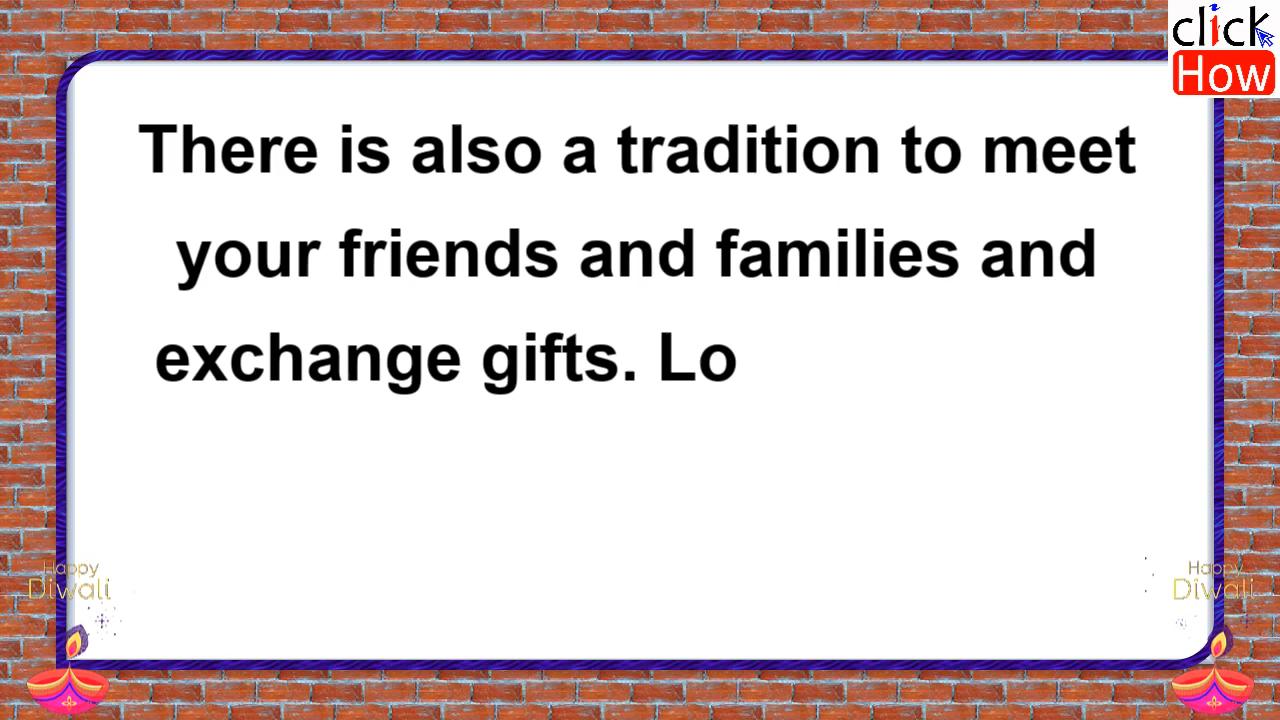 click
How
There is also a tradition to meet
your friends and families and
exchange gifts. Lo
Happy
Diwali
Happy
Diwali